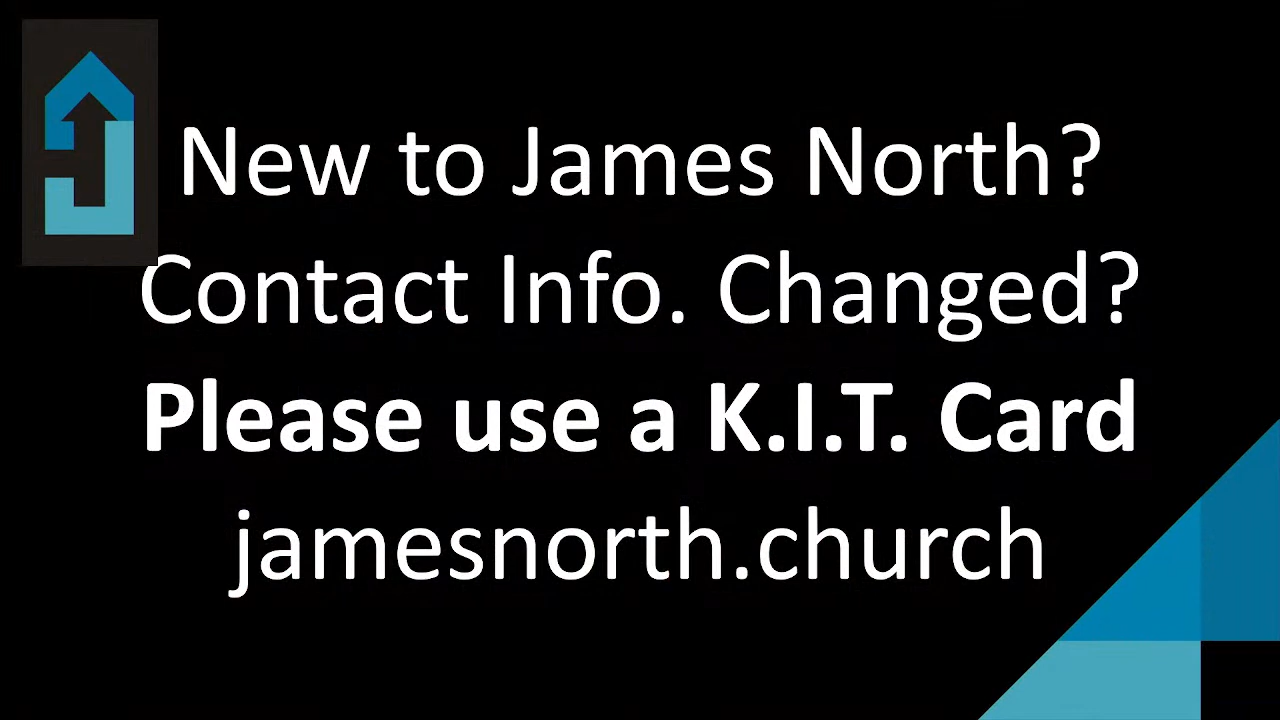 New to James North?
Contact Info. Changed?
Please use a K.I.T. Card
jamesnorth.church